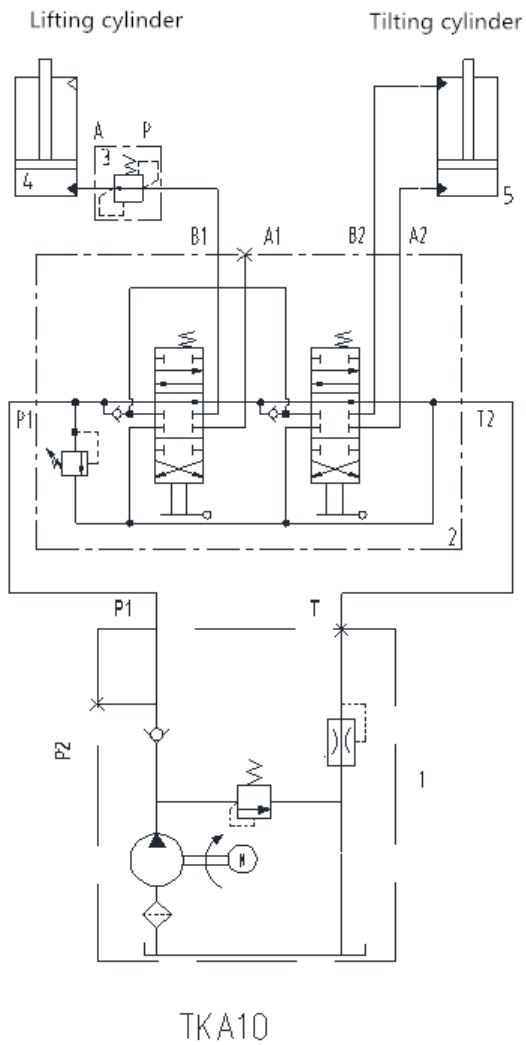 Lifting cylinder
Tilting cylinder
A P
3
4
5
B1 A1 B2 A2
P1 T2
2
P1 T
P2
1
M
TKA10